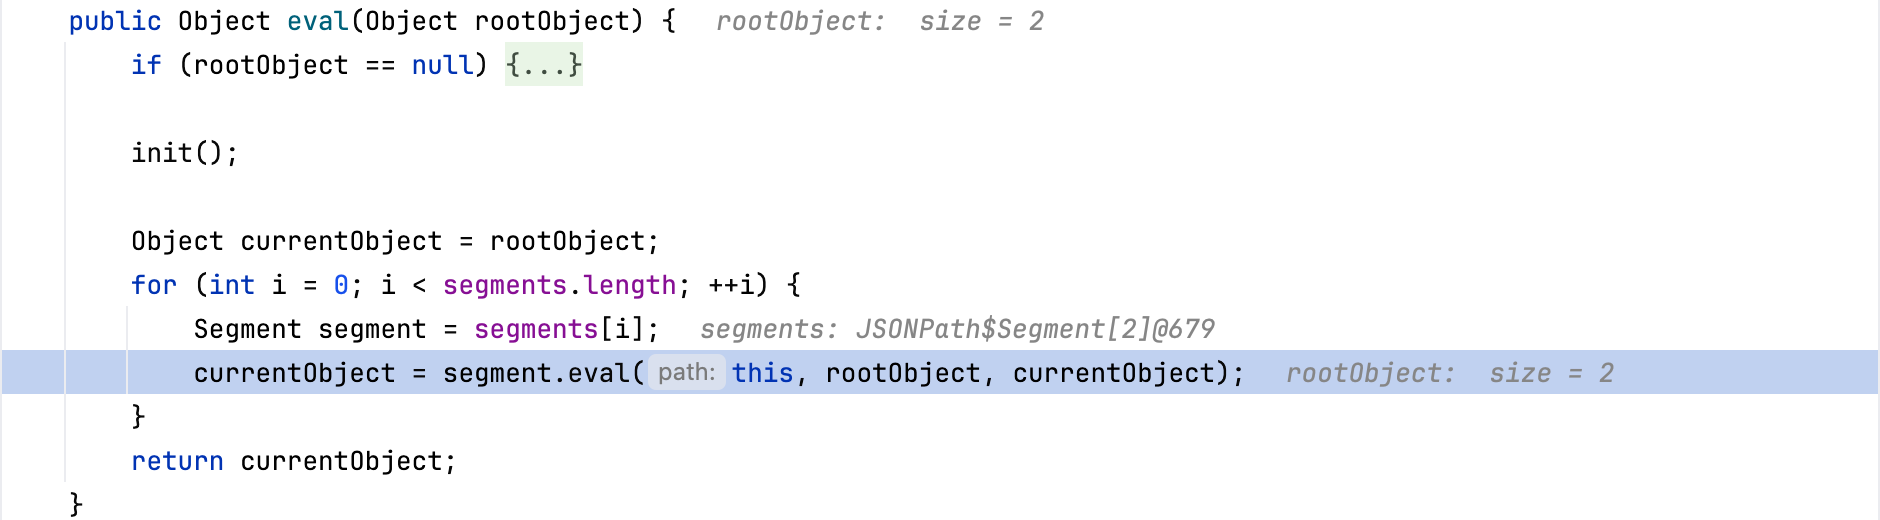 public Object eval(Object rootObject) {   rootObject:  size = 2
    if (rootObject == null) {...}

    init();

    Object currentObject = rootObject;
    for (int i = 0; i < segments.length; ++i) {
        Segment segment = segments[i];   segments: JSONPath$Segment[2]@679
        currentObject = segment.eval( path: this, rootObject, currentObject);   rootObject:  size = 2
    }
    return currentObject;
}